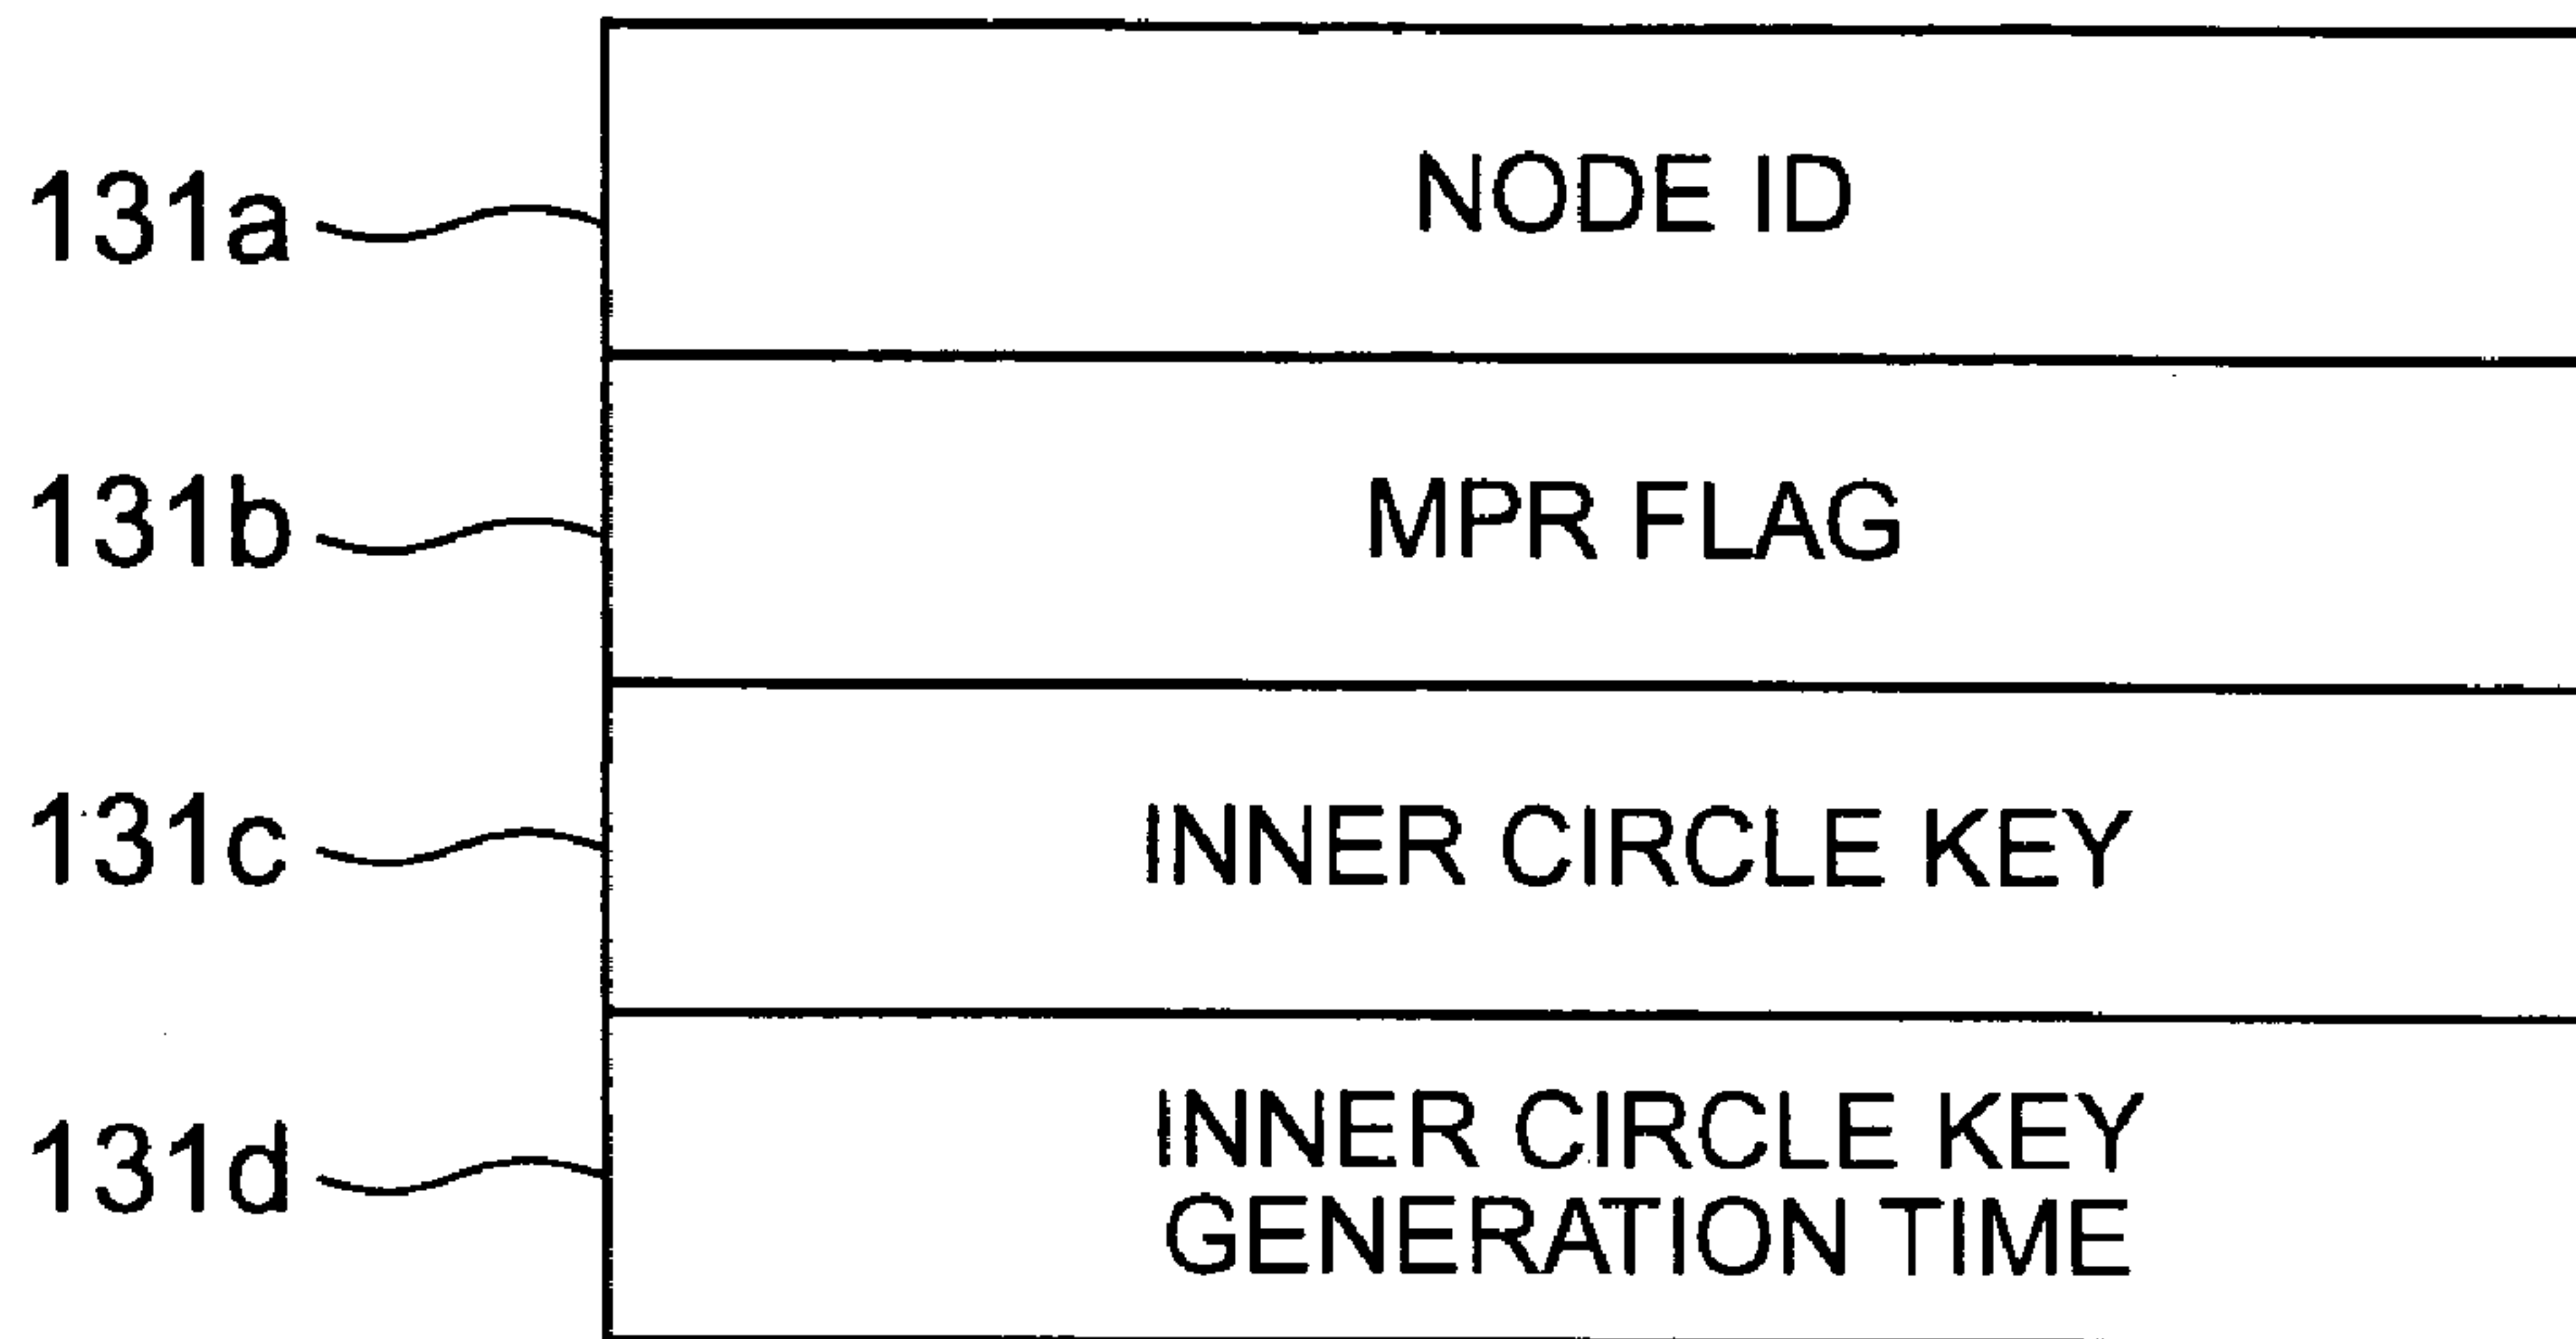 131a NODE ID
131b MPR FLAG
131c INNER CIRCLE KEY
131d INNER CIRCLE KEY
GENERATION TIME